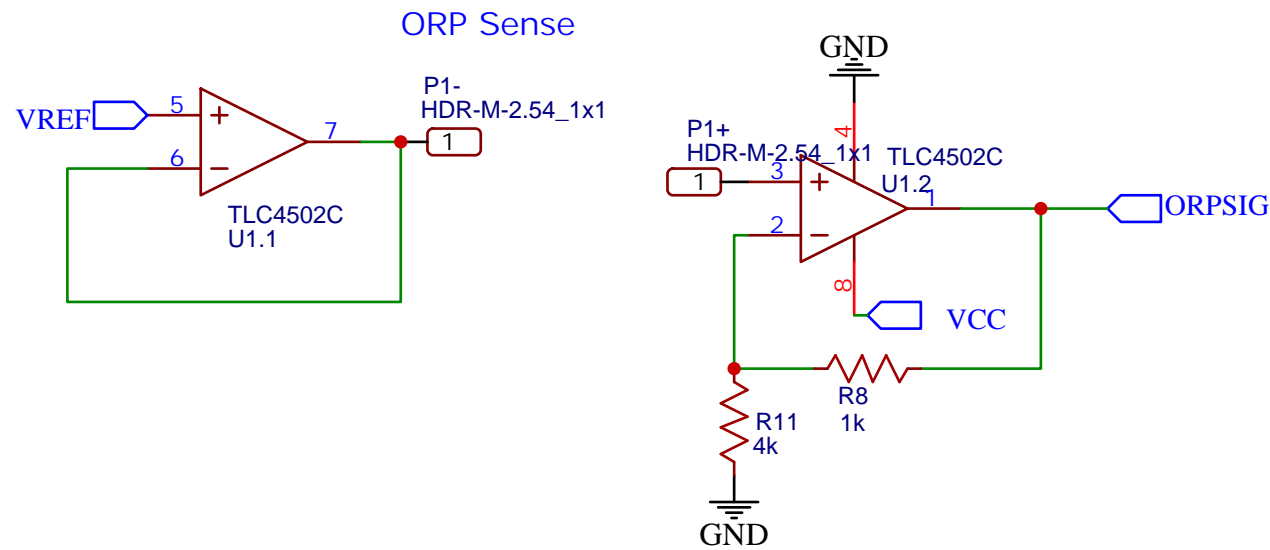 ORP Sense
VREF
5
6
7
P1-
HDR-M-2.54_1x1
1
TLC4502C
U1.1
GND
4
P1+
HDR-M-2.54_1x1
1
3
2
TLC4502C
U1.2
1
ORPSIG
8
VCC
R8
1k
R11
4k
GND